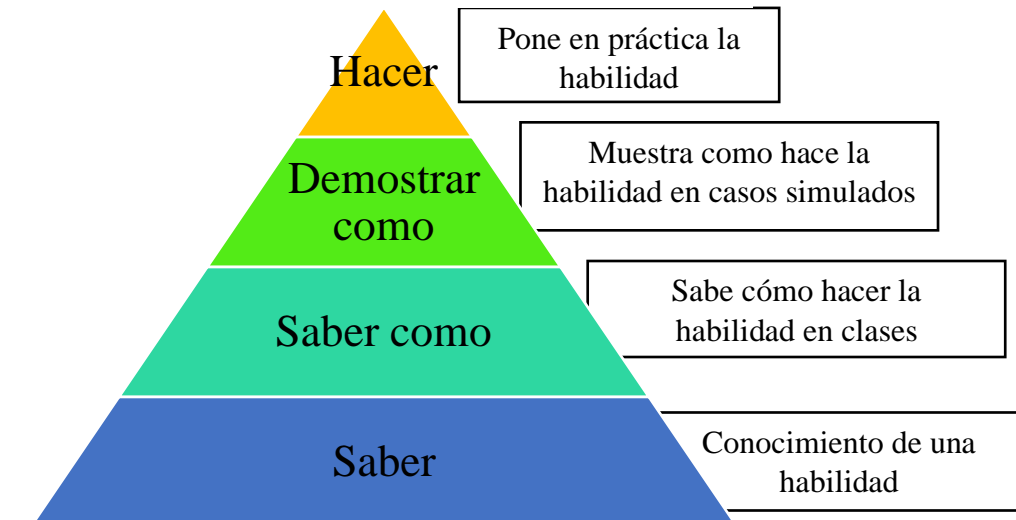 Hacer
Pone en práctica la
habilidad
Demostrar
como
Muestra como hace la
habilidad en casos simulados
Saber como
Sabe cómo hacer la
habilidad en clases
Saber
Conocimiento de una
habilidad